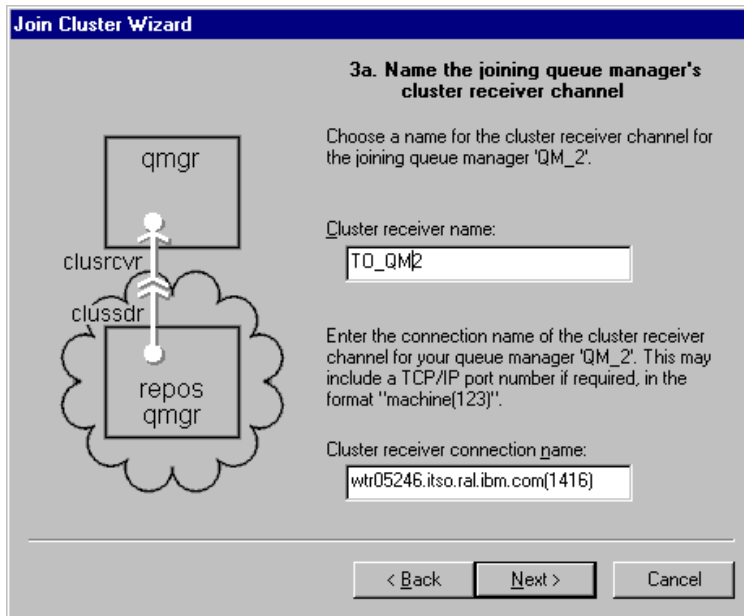 Join Cluster Wizard
3a. Name the joining queue manager's
cluster receiver channel
Choose a name for the cluster receiver channel for
the joining queue manager 'QM_2'.
Cluster receiver name:
TO_QM2
Enter the connection name of the cluster receiver
channel for your queue manager 'QM_2'. This may
include a TCP/IP port number if required, in the
format "machine(123)".
Cluster receiver connection name:
wtr05246.itso.ral.ibm.com(1416)
qmgr
clusrcvr
clussdr
repos
qmgr
< Back
Next >
Cancel